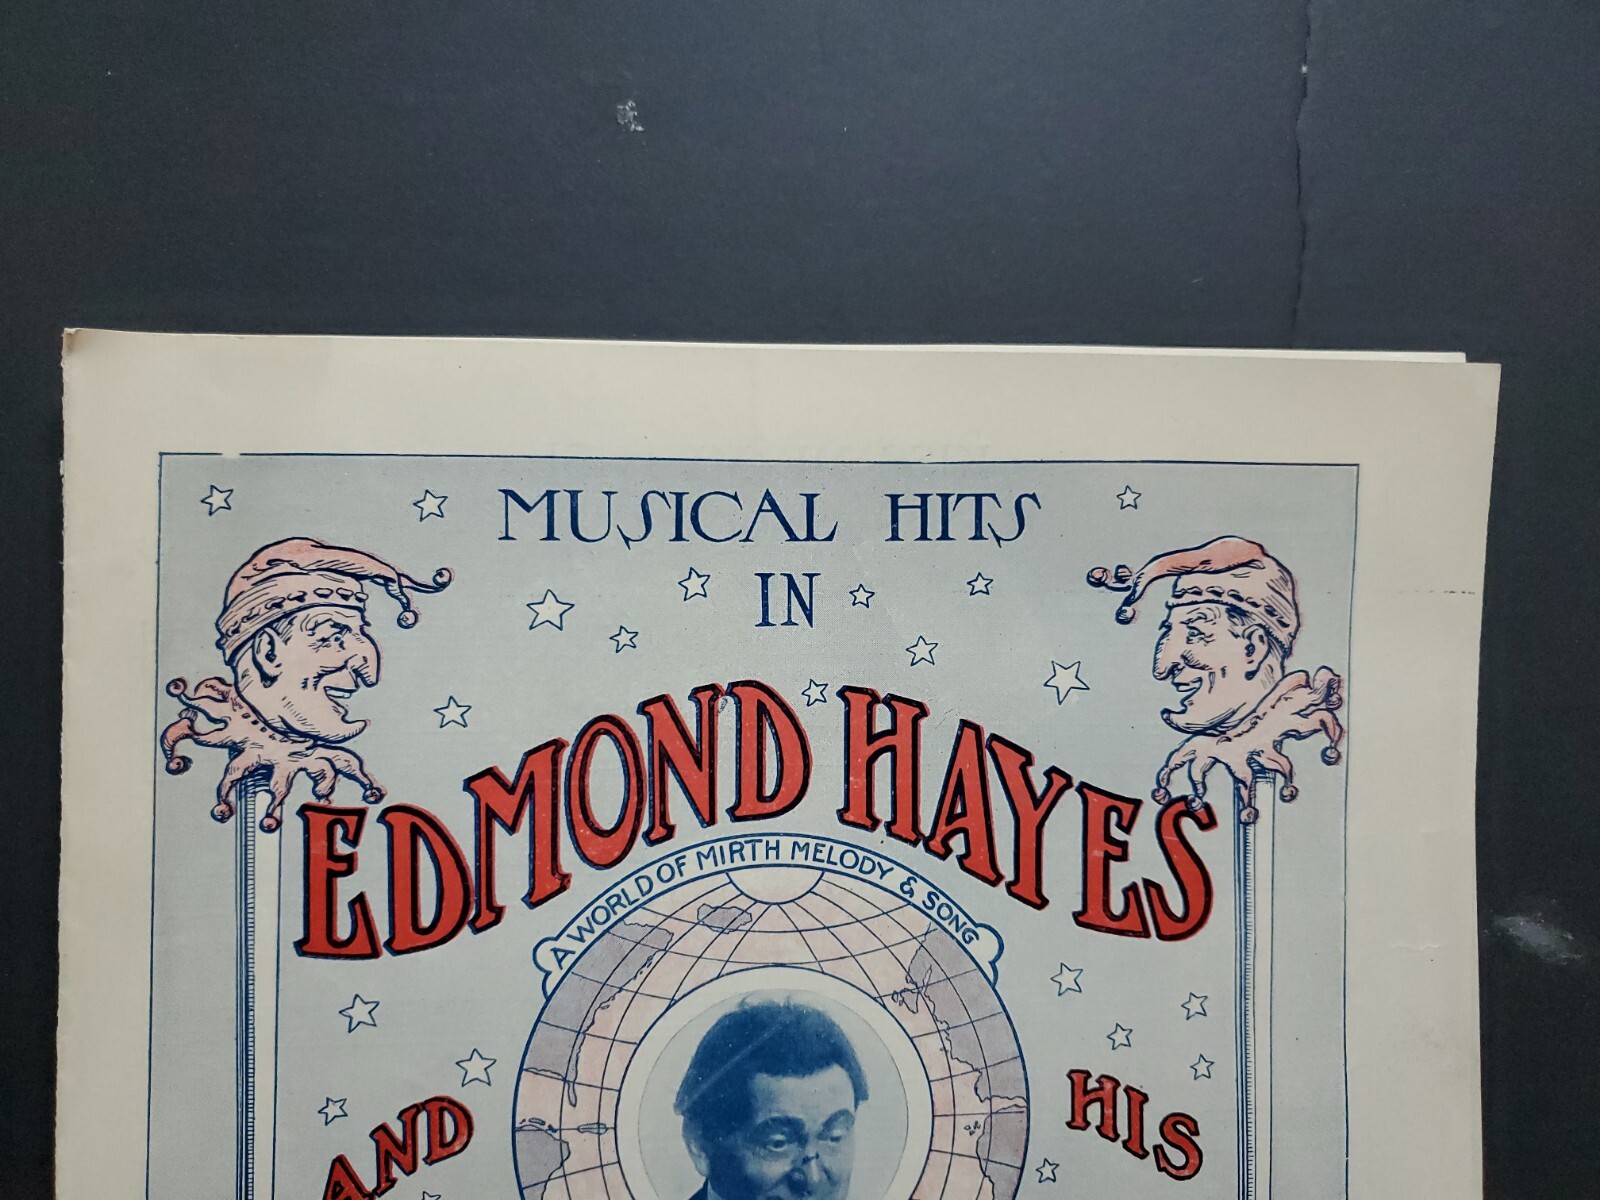 MUSICAL HITS
IN
EDMOND HAYES
A WORLD OF MIRTH MELODY & SONG
AND HIS